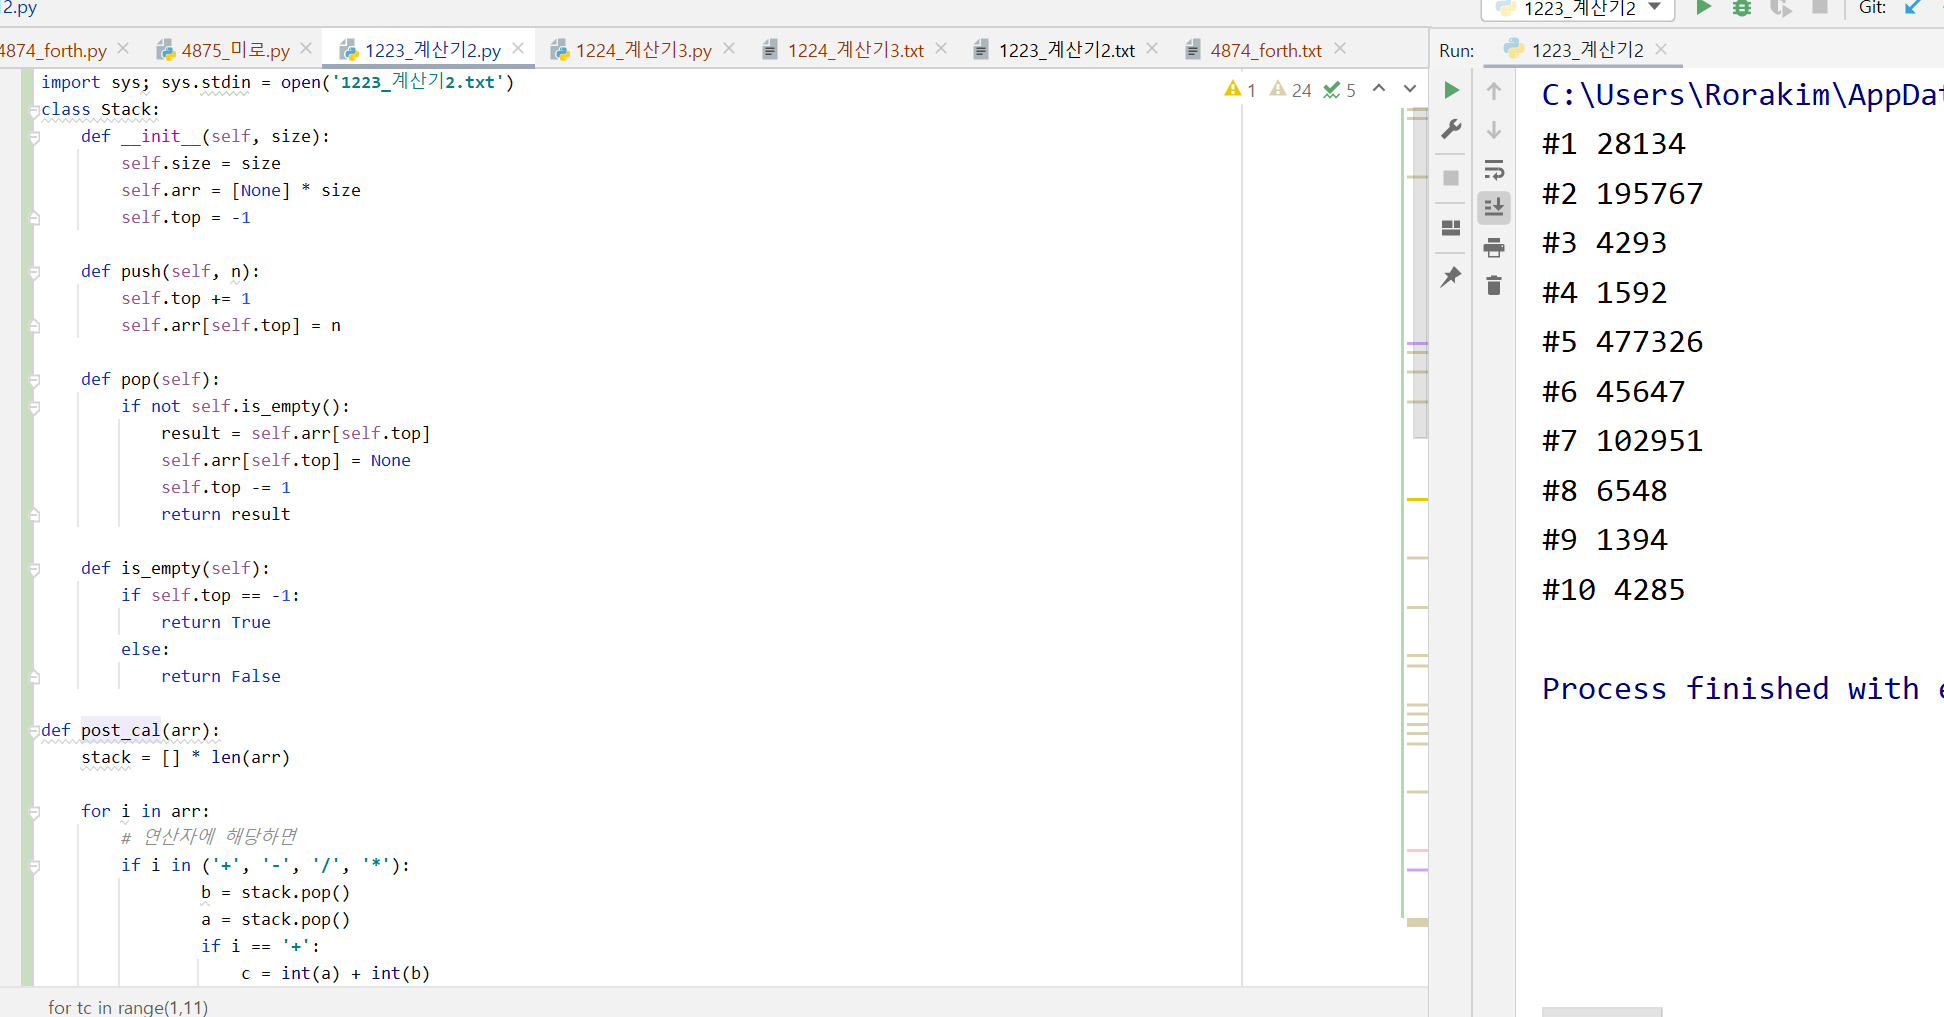 2.py
1223_계산기2
Git:
4874_forth.py
4875_미로.py
1223_계산기2.py
1224_계산기3.py
1224_계산기3.txt
1223_계산기2.txt
4874_forth.txt
Run:
1223_계산기2
1 24 5
import sys; sys.stdin = open('1223_계산기2.txt')
class Stack:
    def __init__(self, size):
        self.size = size
        self.arr = [None] * size
        self.top = -1
    def push(self, n):
        self.top += 1
        self.arr[self.top] = n
    def pop(self):
        if not self.is_empty():
            result = self.arr[self.top]
            self.arr[self.top] = None
            self.top -= 1
            return result
    def is_empty(self):
        if self.top == -1:
            return True
        else:
            return False
def post_cal(arr):
    stack = [] * len(arr)
    for i in arr:
        # 연산자에 해당하면
        if i in ('+', '-', '/', '*'):
                b = stack.pop()
                a = stack.pop()
                if i == '+':
                    c = int(a) + int(b)
for tc in range(1,11)
C:\Users\Rorakim\AppDat
#1 28134
#2 195767
#3 4293
#4 1592
#5 477326
#6 45647
#7 102951
#8 6548
#9 1394
#10 4285
Process finished with e